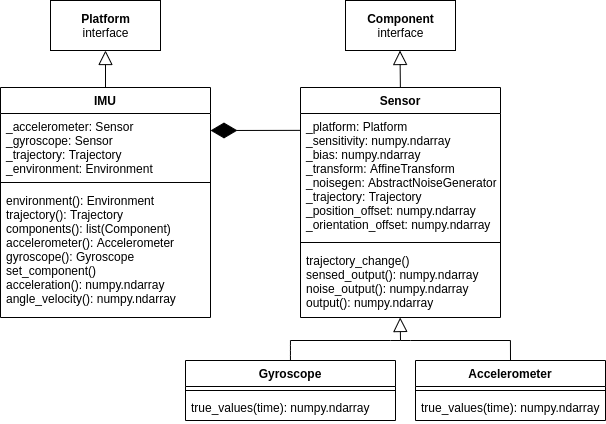 Platform
interface
Component
interface
IMU
_accelerometer: Sensor
_gyroscope: Sensor
_trajectory: Trajectory
_environment: Environment
environment(): Environment
trajectory(): Trajectory
components(): list(Component)
accelerometer(): Accelerometer
gyroscope(): Gyroscope
set_component()
acceleration(): numpy.ndarray
angle_velocity(): numpy.ndarray
Sensor
_platform: Platform
_sensitivity: numpy.ndarray
_bias: numpy.ndarray
_transform: AffineTransform
_noisegen: AbstractNoiseGenerator
_trajectory: Trajectory
_position_offset: numpy.ndarray
_orientation_offset: numpy.ndarray
trajectory_change()
sensed_output(): numpy.ndarray
noise_output(): numpy.ndarray
output(): numpy.ndarray
Gyroscope
true_values(time): numpy.ndarray
Accelerometer
true_values(time): numpy.ndarray